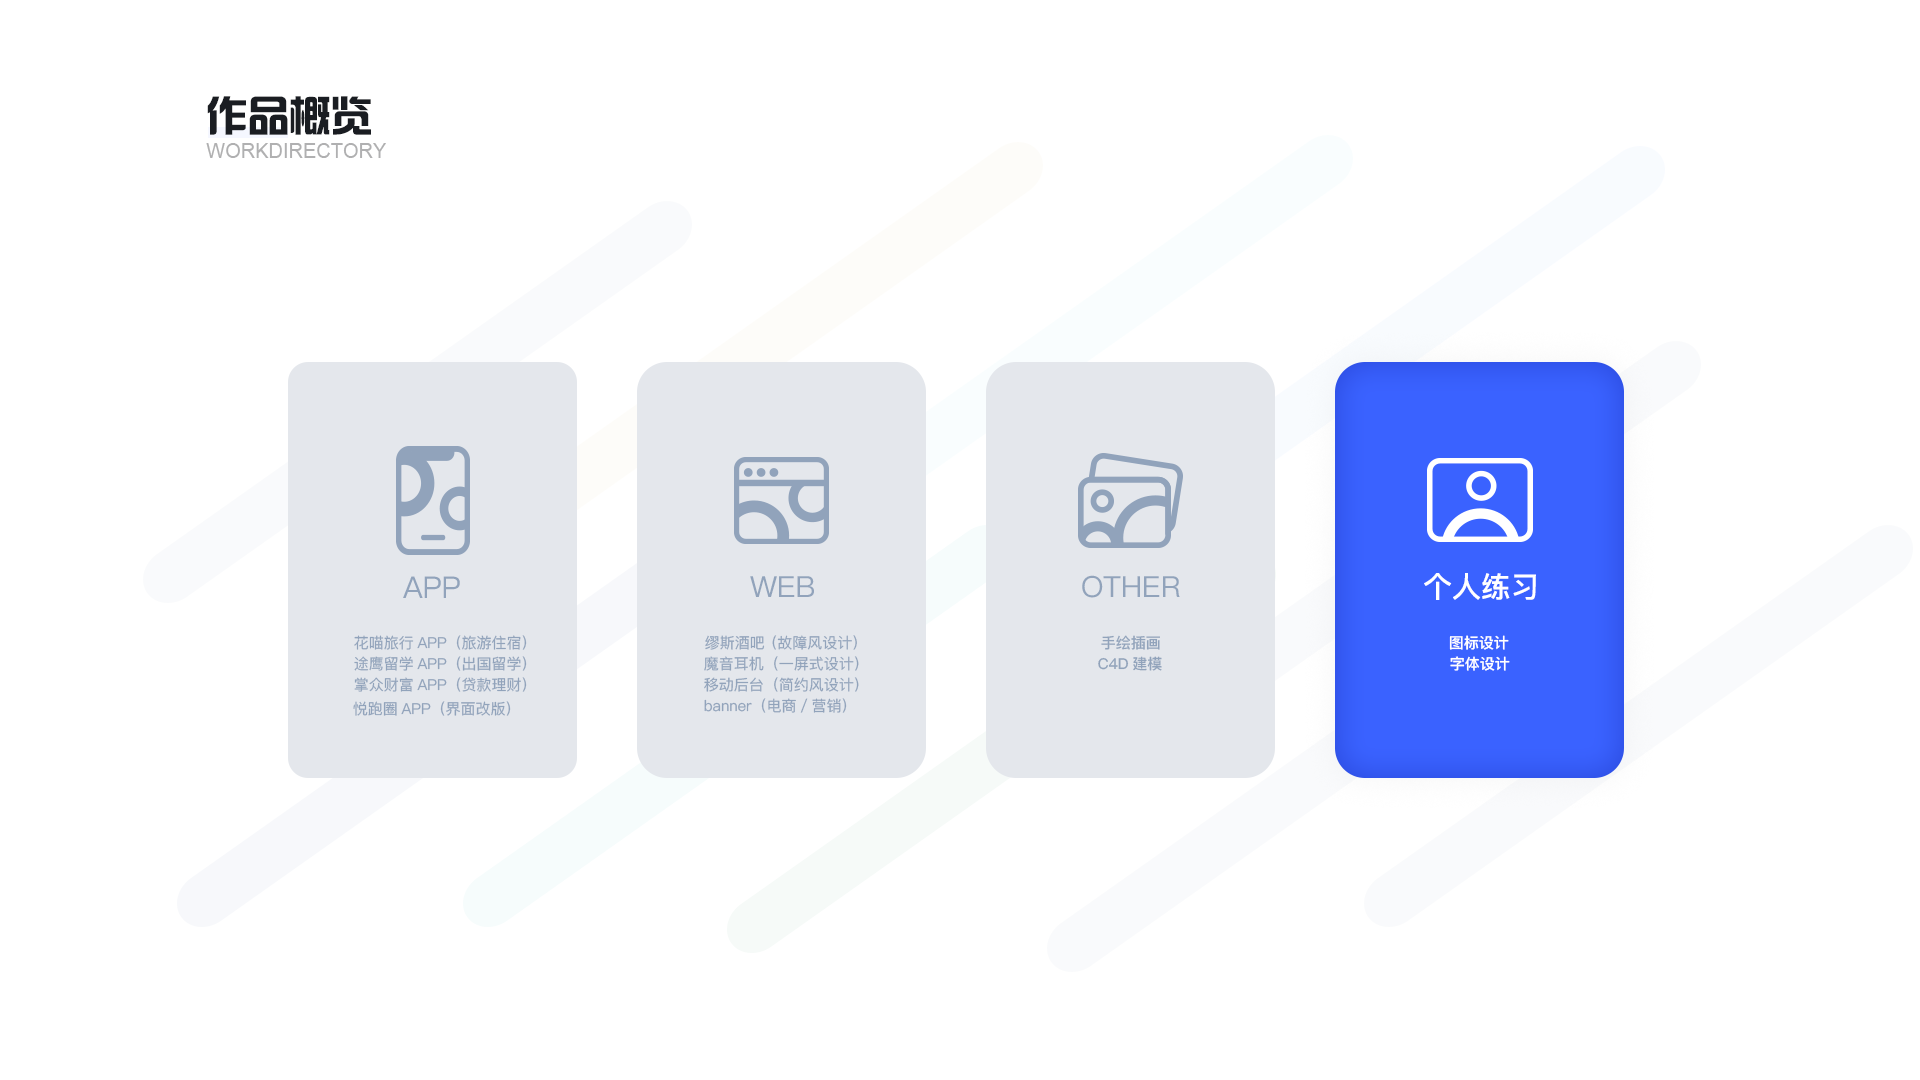 作品概览
WORKDIRECTORY
APP
花喵旅行 APP（旅游住宿）
途鹰留学 APP（出国留学）
掌众财富 APP（贷款理财）
悦跑圈 APP（界面改版）
WEB
缪斯酒吧（故障风设计）
魔音耳机（一屏式设计）
移动后台（简约风设计）
banner（电商 / 营销）
OTHER
手绘插画
C4D 建模
个人练习
图标设计
字体设计